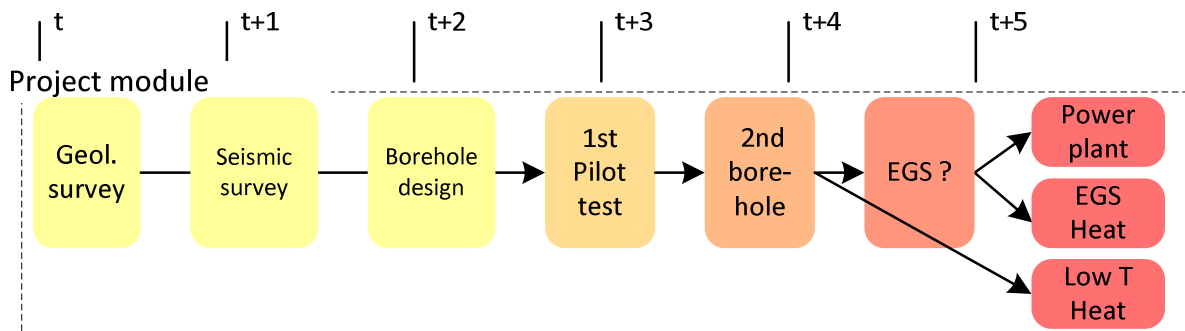 t
t+1
t+2
t+3
t+4
t+5
Project module
Geol.
survey
Seismic
survey
Borehole
design
1st
Pilot
test
2nd
bore-
hole
EGS ?
Power
plant
EGS
Heat
Low T
Heat